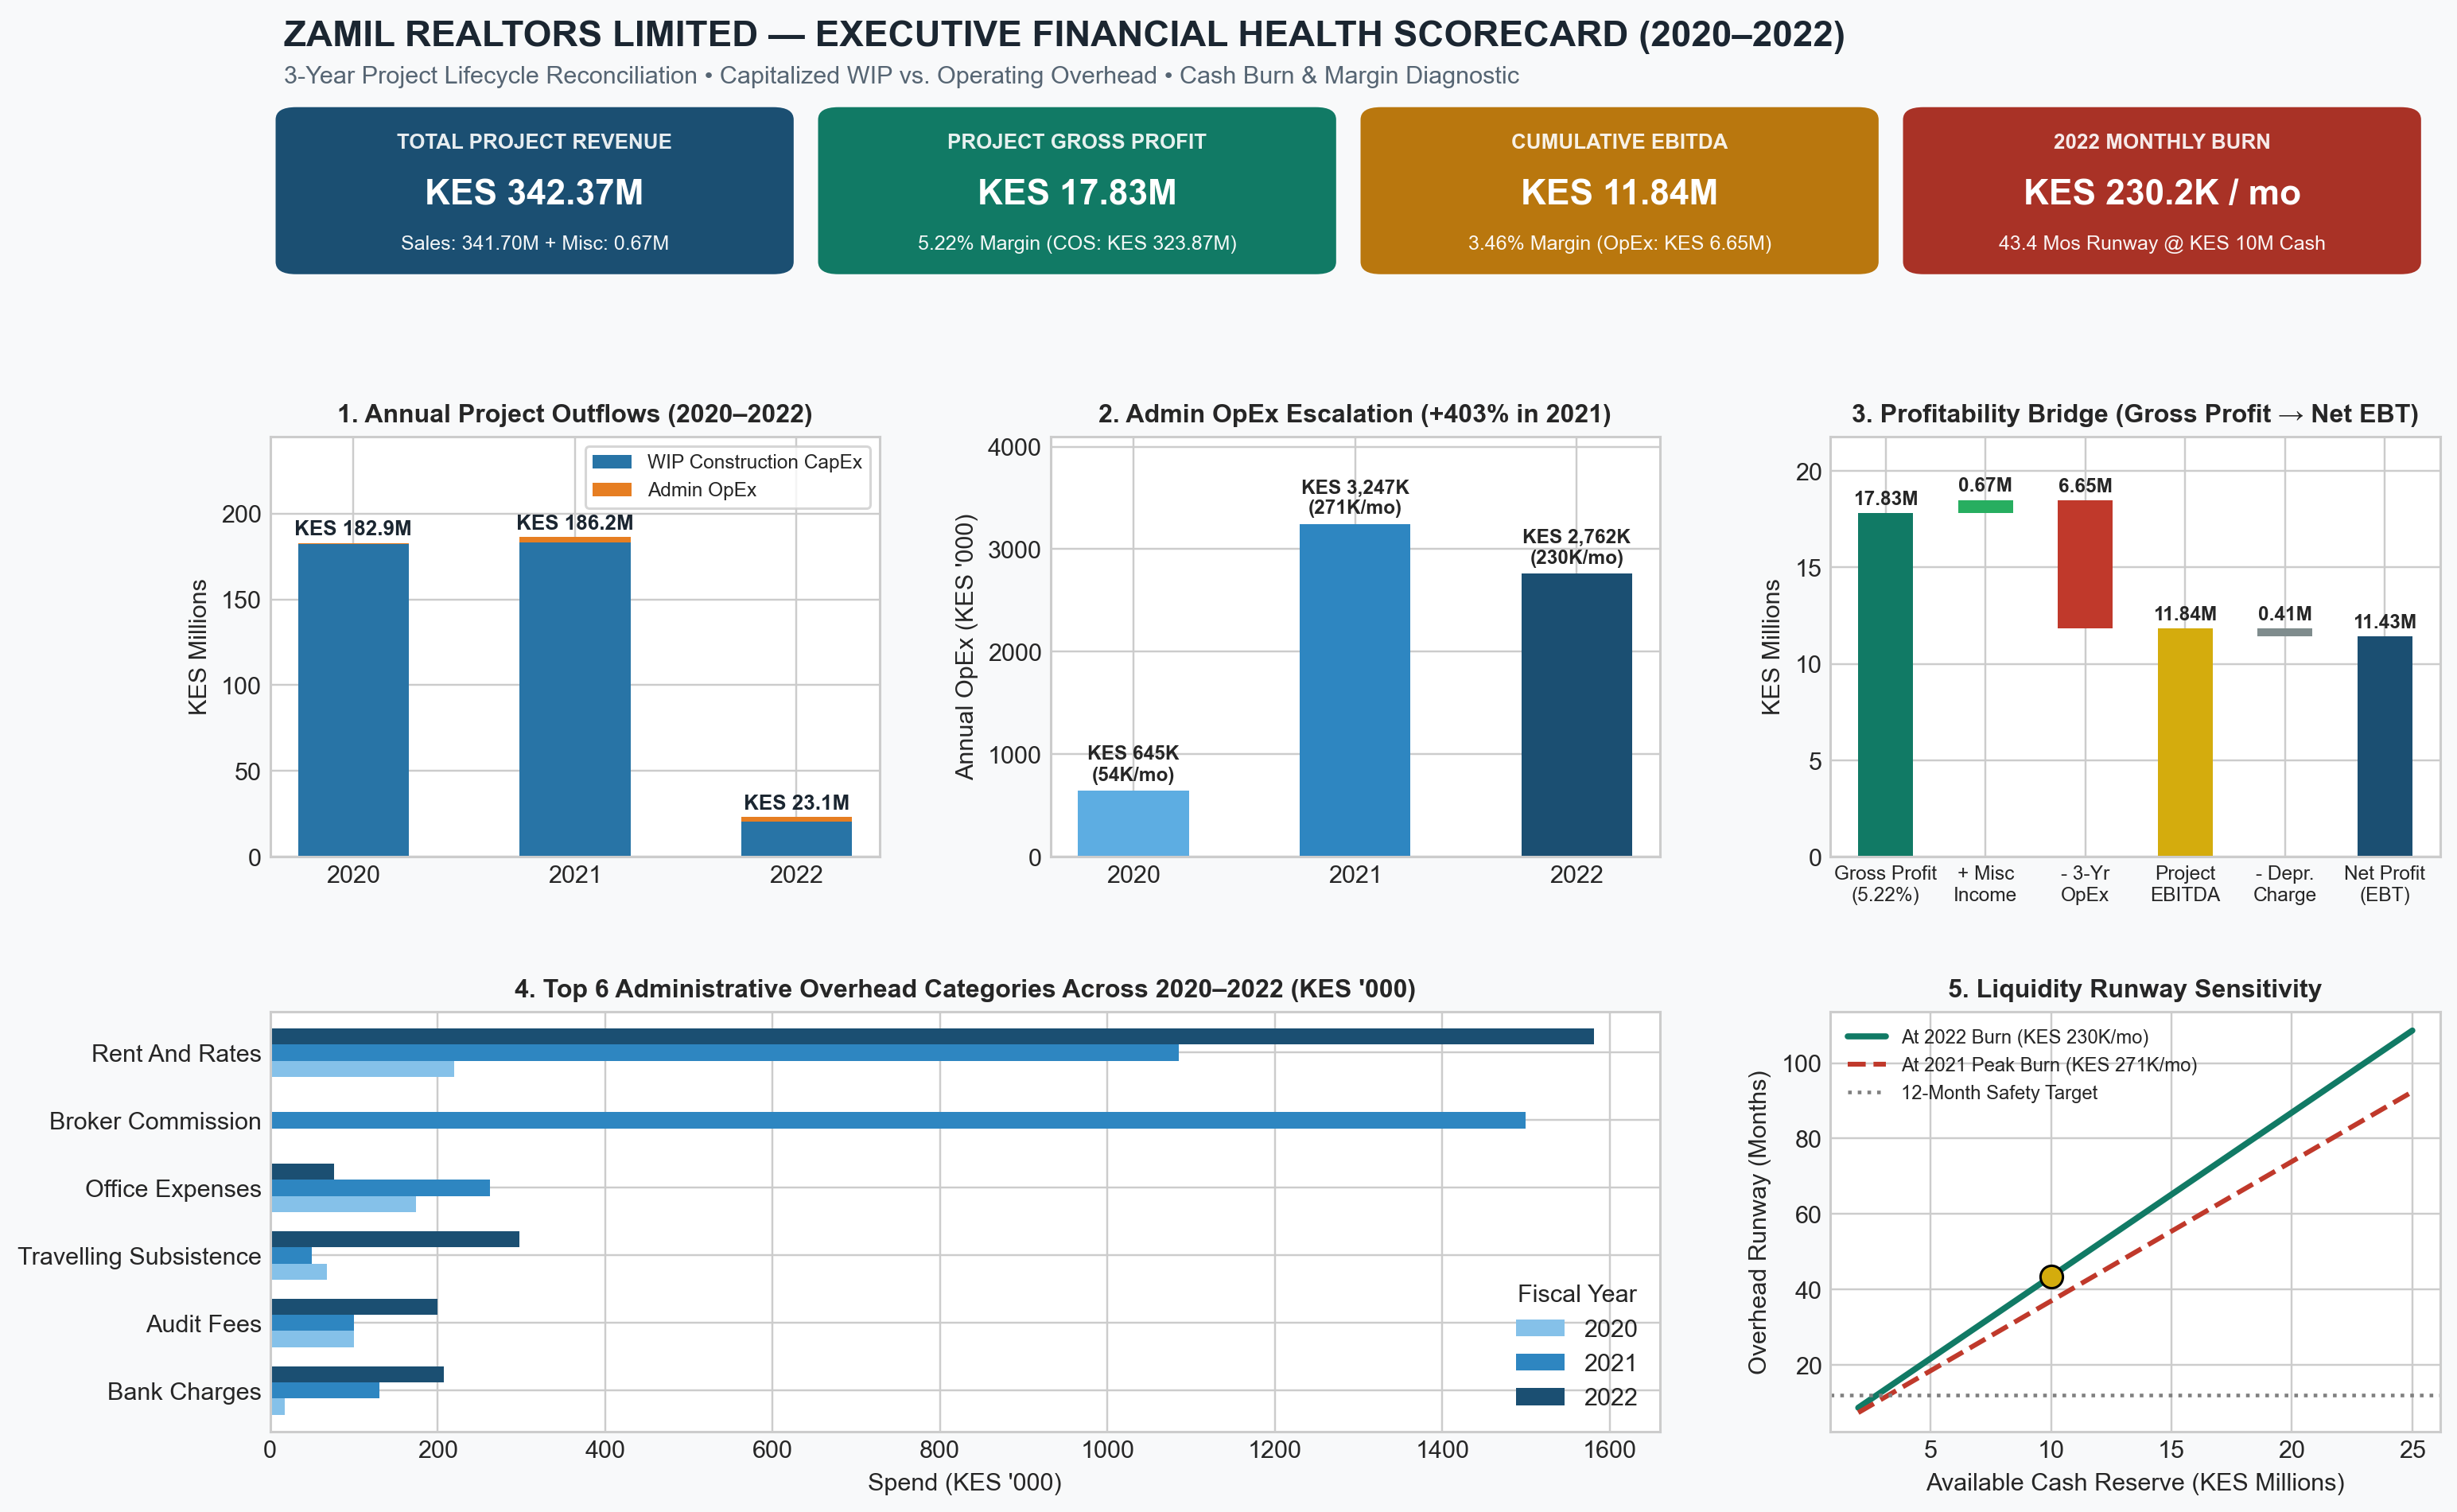 ZAMIL REALTORS LIMITED — EXECUTIVE FINANCIAL HEALTH SCORECARD (2020–2022)
3-Year Project Lifecycle Reconciliation • Capitalized WIP vs. Operating Overhead • Cash Burn & Margin Diagnostic
TOTAL PROJECT REVENUE
KES 342.37M
Sales: 341.70M + Misc: 0.67M
PROJECT GROSS PROFIT
KES 17.83M
5.22% Margin (COS: KES 323.87M)
CUMULATIVE EBITDA
KES 11.84M
3.46% Margin (OpEx: KES 6.65M)
2022 MONTHLY BURN
KES 230.2K / mo
43.4 Mos Runway @ KES 10M Cash
1. Annual Project Outflows (2020–2022)
WIP Construction CapEx
Admin OpEx
KES Millions
200
150
100
50
0
KES 182.9M
KES 186.2M
KES 23.1M
2020
2021
2022
2. Admin OpEx Escalation (+403% in 2021)
Annual OpEx (KES '000)
4000
3000
2000
1000
0
KES 645K
(54K/mo)
KES 3,247K
(271K/mo)
KES 2,762K
(230K/mo)
2020
2021
2022
3. Profitability Bridge (Gross Profit → Net EBT)
KES Millions
20
15
10
5
0
17.83M
0.67M
6.65M
11.84M
0.41M
11.43M
Gross Profit
(5.22%)
+ Misc
Income
- 3-Yr
OpEx
Project
EBITDA
- Depr.
Charge
Net Profit
(EBT)
4. Top 6 Administrative Overhead Categories Across 2020–2022 (KES '000)
Rent And Rates
Broker Commission
Office Expenses
Travelling Subsistence
Audit Fees
Bank Charges
Fiscal Year
2020
2021
2022
0
200
400
600
800
1000
1200
1400
1600
Spend (KES '000)
5. Liquidity Runway Sensitivity
At 2022 Burn (KES 230K/mo)
At 2021 Peak Burn (KES 271K/mo)
12-Month Safety Target
Overhead Runway (Months)
100
80
60
40
20
5
10
15
20
25
Available Cash Reserve (KES Millions)